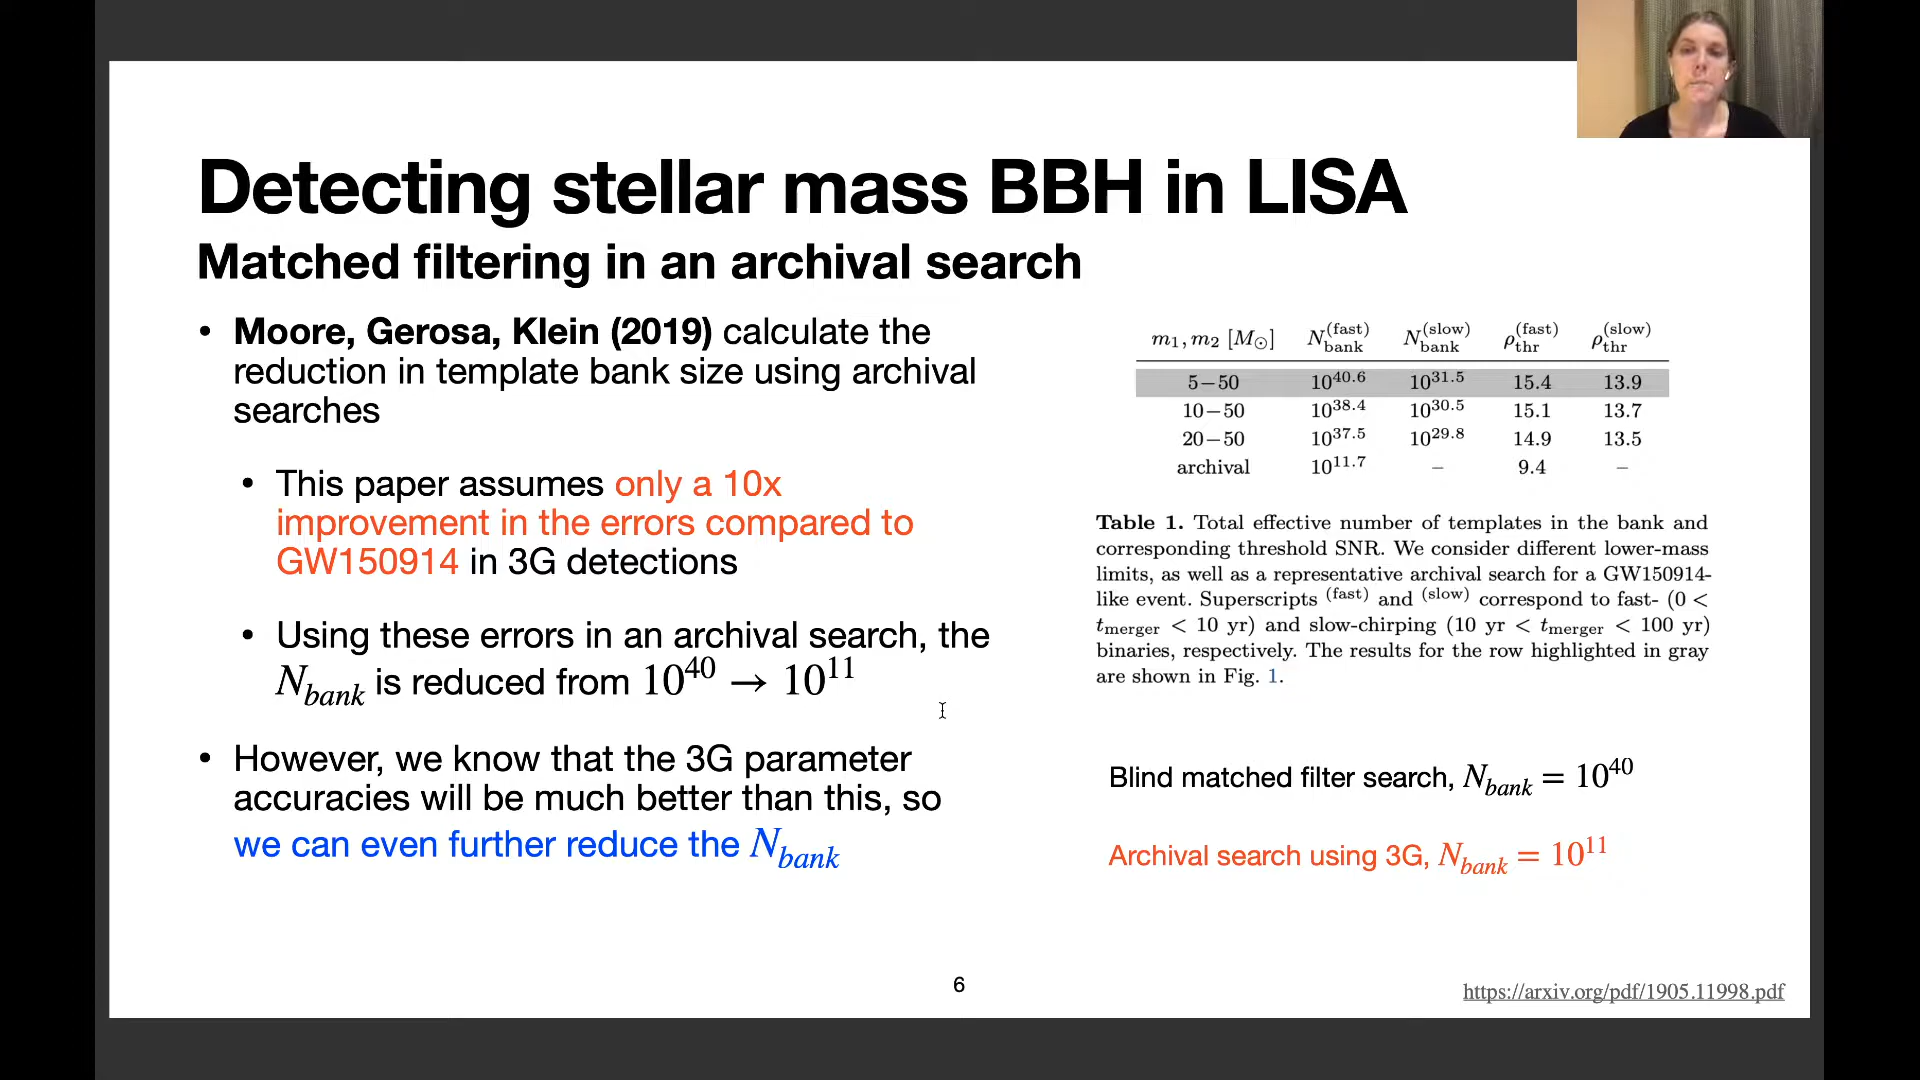 Detecting stellar mass BBH in LISA
Matched filtering in an archival search
• Moore, Gerosa, Klein (2019) calculate the
reduction in template bank size using archival
searches
• This paper assumes only a 10x
improvement in the errors compared to
GW150914 in 3G detections
• Using these errors in an archival search, the
N_bank is reduced from 10^40 → 10^11
• However, we know that the 3G parameter
accuracies will be much better than this, so
we can even further reduce the N_bank
m_1, m_2 [M_⊙] N_bank^(fast) N_bank^(slow) ρ_thr^(fast) ρ_thr^(slow)
5–50 10^40.6 10^31.5 15.4 13.9
10–50 10^38.4 10^30.5 15.1 13.7
20–50 10^37.5 10^29.8 14.9 13.5
archival 10^11.7 – 9.4 –
Table 1. Total effective number of templates in the bank and
corresponding threshold SNR. We consider different lower-mass
limits, as well as a representative archival search for a GW150914-
like event. Superscripts (fast) and (slow) correspond to fast- (0 <
t_merger < 10 yr) and slow-chirping (10 yr < t_merger < 100 yr)
binaries, respectively. The results for the row highlighted in gray
are shown in Fig. 1.
Blind matched filter search, N_bank = 10^40
Archival search using 3G, N_bank = 10^11
6
https://arxiv.org/pdf/1905.11998.pdf